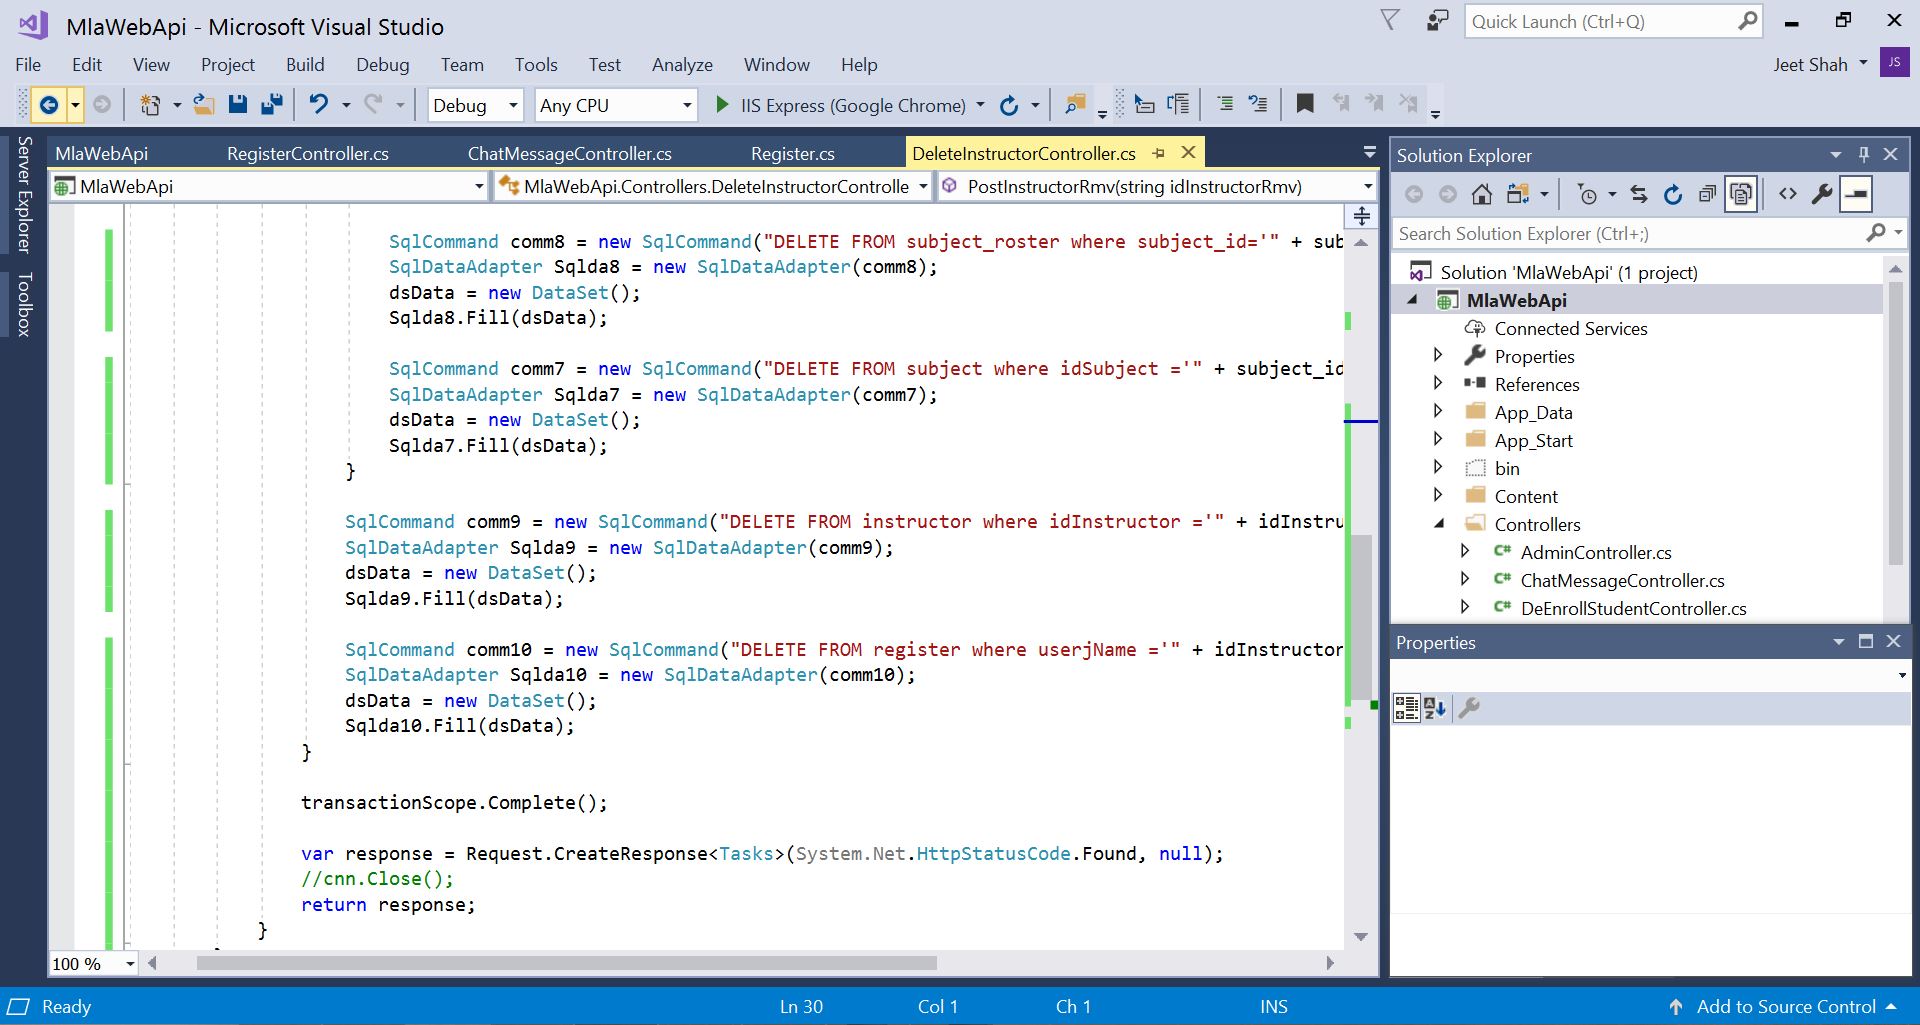 MlaWebApi - Microsoft Visual Studio
Quick Launch (Ctrl+Q)
File Edit View Project Build Debug Team Tools Test Analyze Window Help
Jeet Shah JS
Debug Any CPU IIS Express (Google Chrome)
Server Explorer
Toolbox
MlaWebApi RegisterController.cs ChatMessageController.cs Register.cs DeleteInstructorController.cs
MlaWebApi MlaWebApi.Controllers.DeleteInstructorControlle PostInstructorRmv(string idInstructorRmv)
SqlCommand comm8 = new SqlCommand("DELETE FROM subject_roster where subject_id='" + sub
SqlDataAdapter Sqlda8 = new SqlDataAdapter(comm8);
dsData = new DataSet();
Sqlda8.Fill(dsData);
SqlCommand comm7 = new SqlCommand("DELETE FROM subject where idSubject ='" + subject_id
SqlDataAdapter Sqlda7 = new SqlDataAdapter(comm7);
dsData = new DataSet();
Sqlda7.Fill(dsData);
}
SqlCommand comm9 = new SqlCommand("DELETE FROM instructor where idInstructor ='" + idInstru
SqlDataAdapter Sqlda9 = new SqlDataAdapter(comm9);
dsData = new DataSet();
Sqlda9.Fill(dsData);
SqlCommand comm10 = new SqlCommand("DELETE FROM register where userjName ='" + idInstructor
SqlDataAdapter Sqlda10 = new SqlDataAdapter(comm10);
dsData = new DataSet();
Sqlda10.Fill(dsData);
}
transactionScope.Complete();
var response = Request.CreateResponse<Tasks>(System.Net.HttpStatusCode.Found, null);
//cnn.Close();
return response;
}
100 %
Solution Explorer
Search Solution Explorer (Ctrl+;)
Solution 'MlaWebApi' (1 project)
MlaWebApi
Connected Services
Properties
References
App_Data
App_Start
bin
Content
Controllers
C# AdminController.cs
C# ChatMessageController.cs
C# DeEnrollStudentController.cs
Properties
Ready Ln 30 Col 1 Ch 1 INS Add to Source Control